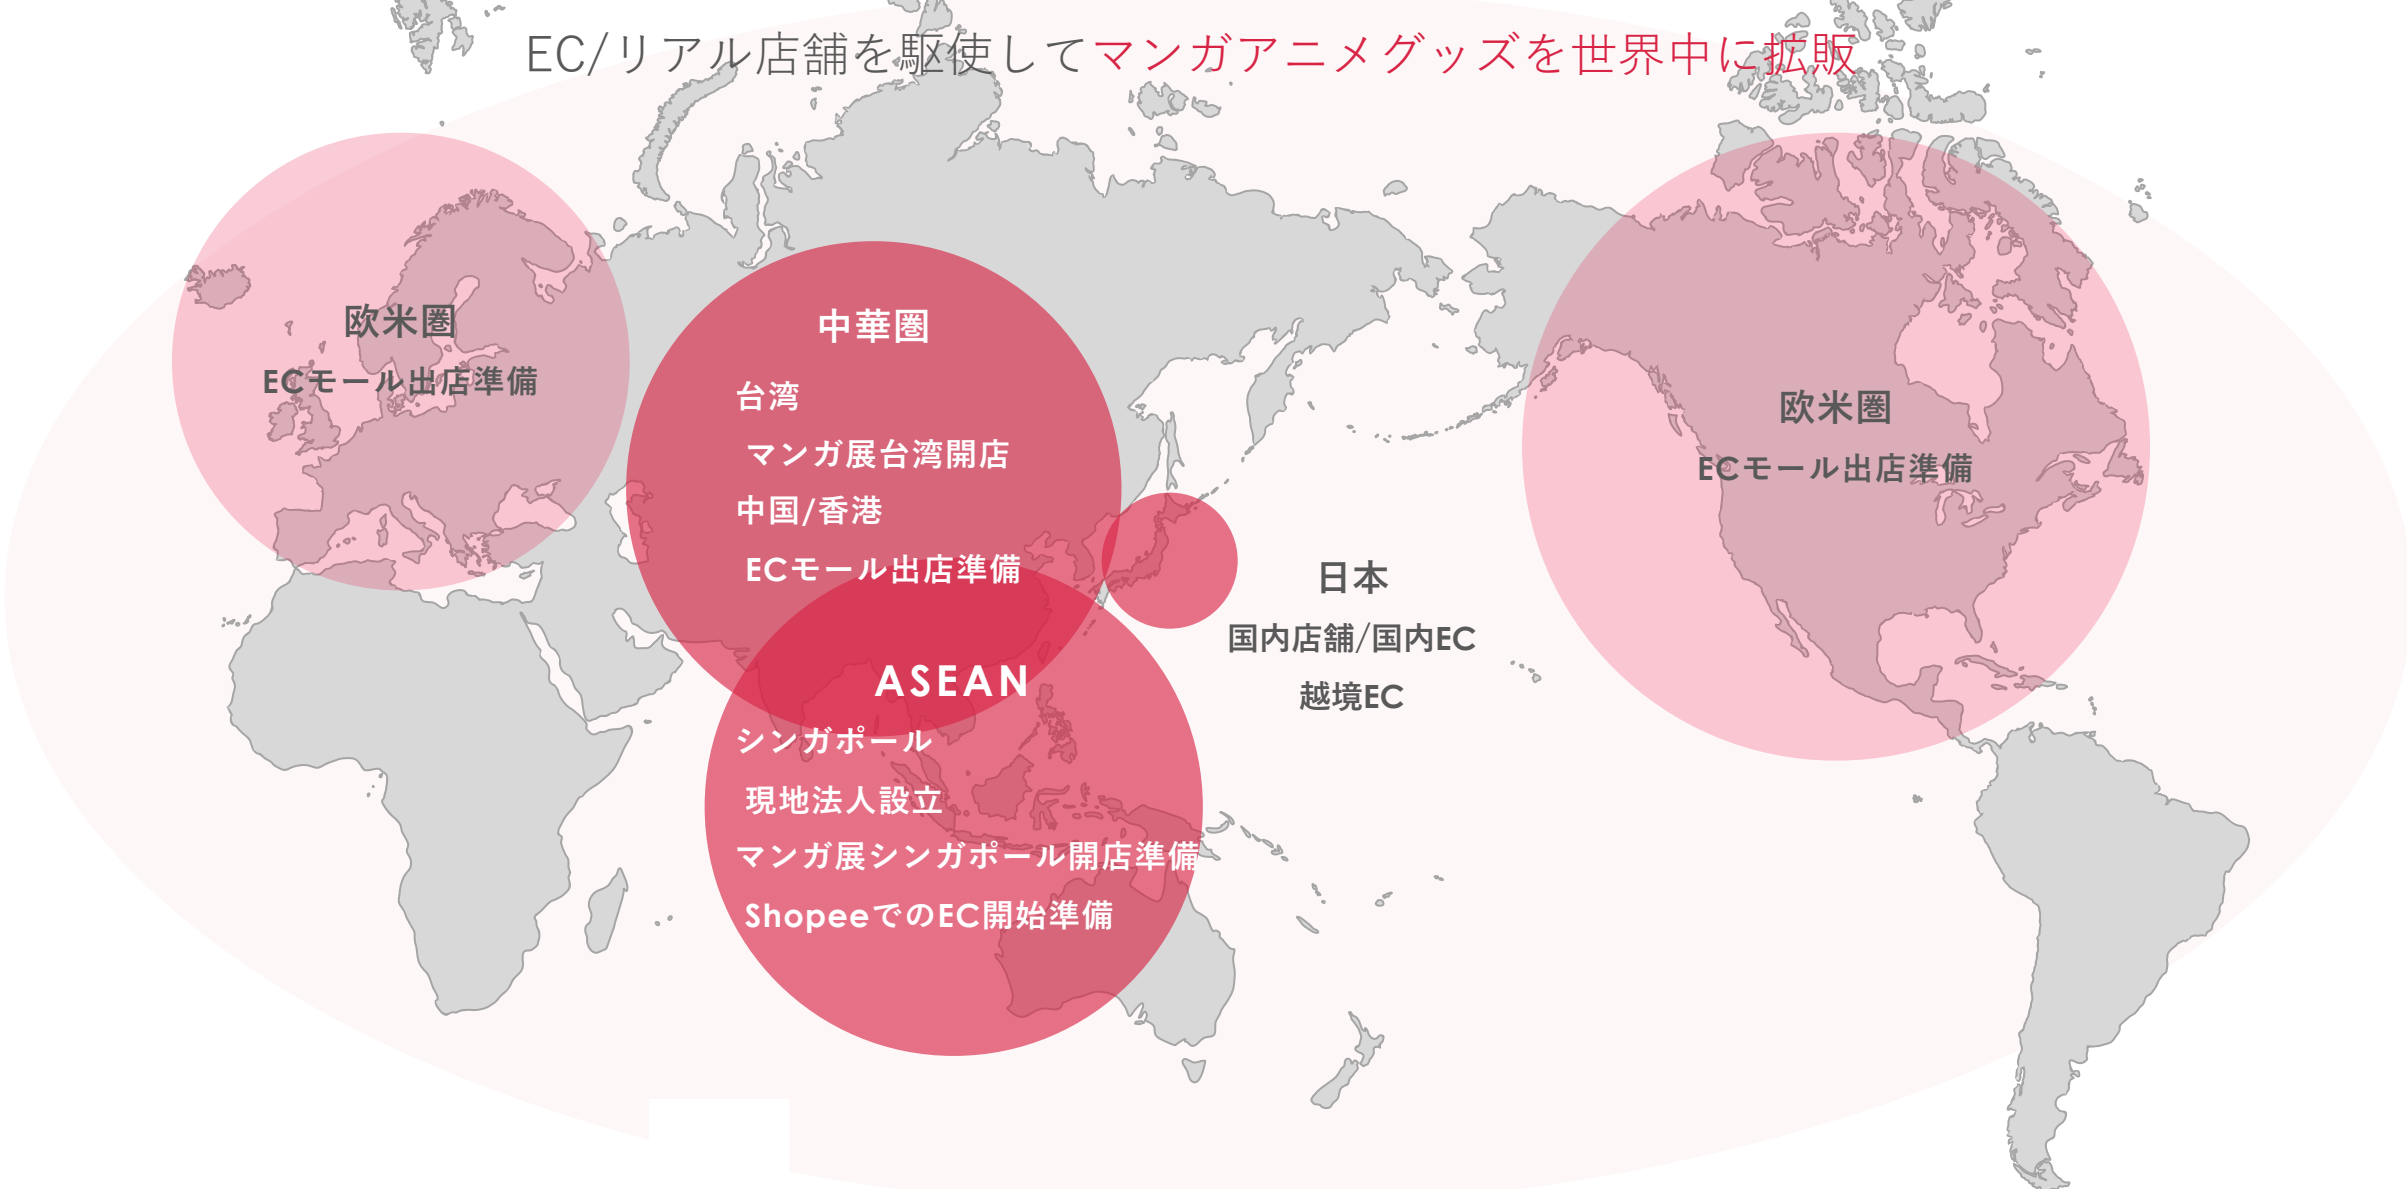 EC/リアル店舗を駆使してマンガアニメグッズを世界中に拡販
欧米圏
ECモール出店準備
中華圏
台湾
マンガ展台湾開店
中国/香港
ECモール出店準備
ASEAN
シンガポール
現地法人設立
マンガ展シンガポール開店準備
ShopeeでのEC開始準備
日本
国内店舗/国内EC
越境EC
欧米圏
ECモール出店準備